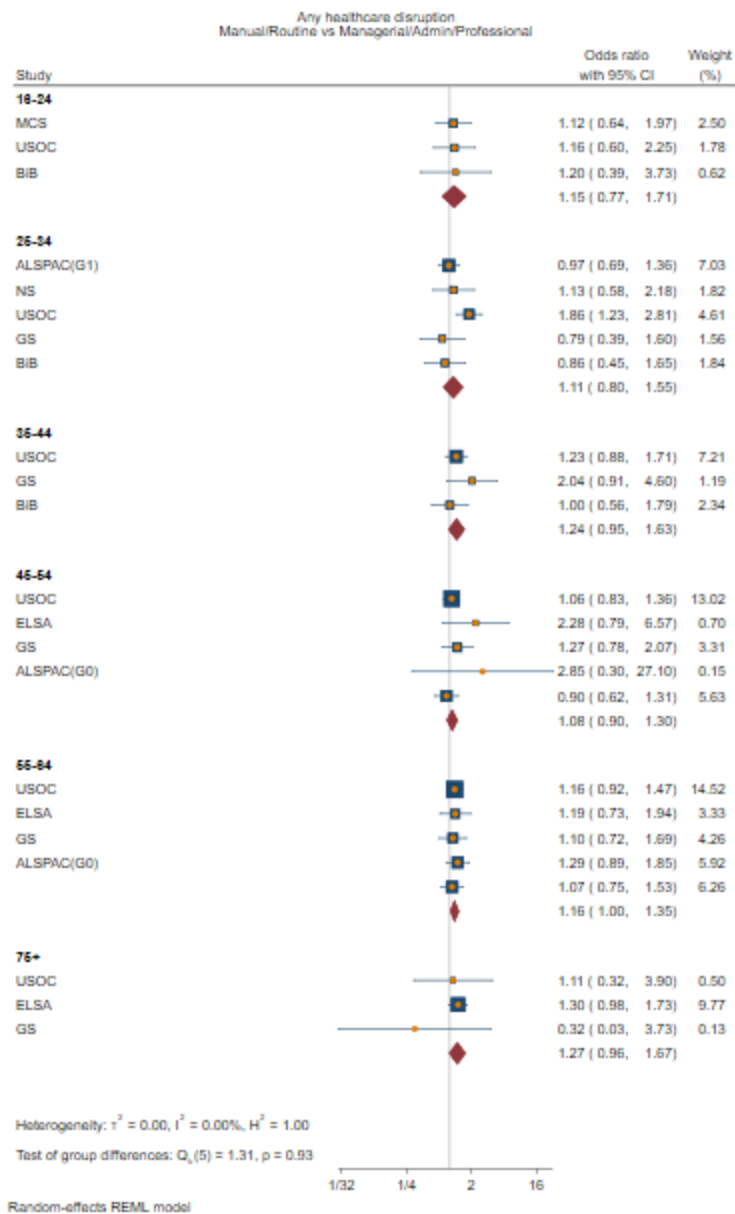 Any healthcare disruption
Manual/Routine vs Managerial/Admin/Professional
Odds ratio Weight
Study with 95% CI (%)
16-24
MCS 1.12 ( 0.64, 1.97) 2.50
USOC 1.16 ( 0.60, 2.25) 1.78
BiB 1.20 ( 0.39, 3.73) 0.62
1.15 ( 0.77, 1.71)
25-34
ALSPAC(G1) 0.97 ( 0.69, 1.36) 7.03
NS 1.13 ( 0.58, 2.18) 1.82
USOC 1.86 ( 1.23, 2.81) 4.61
GS 0.79 ( 0.39, 1.60) 1.56
BiB 0.86 ( 0.45, 1.65) 1.84
1.11 ( 0.80, 1.55)
35-44
USOC 1.23 ( 0.88, 1.71) 7.21
GS 2.04 ( 0.91, 4.60) 1.19
BiB 1.00 ( 0.56, 1.79) 2.34
1.24 ( 0.95, 1.63)
45-54
USOC 1.06 ( 0.83, 1.36) 13.02
ELSA 2.28 ( 0.79, 6.57) 0.70
GS 1.27 ( 0.78, 2.07) 3.31
ALSPAC(G0) 2.85 ( 0.30, 27.10) 0.15
0.90 ( 0.62, 1.31) 5.63
1.08 ( 0.90, 1.30)
55-64
USOC 1.16 ( 0.92, 1.47) 14.52
ELSA 1.19 ( 0.73, 1.94) 3.33
GS 1.10 ( 0.72, 1.69) 4.26
ALSPAC(G0) 1.29 ( 0.89, 1.85) 5.92
1.07 ( 0.75, 1.53) 6.26
1.16 ( 1.00, 1.35)
75+
USOC 1.11 ( 0.32, 3.90) 0.50
ELSA 1.30 ( 0.98, 1.73) 9.77
GS 0.32 ( 0.03, 3.73) 0.13
1.27 ( 0.96, 1.67)
Heterogeneity: τ² = 0.00, I² = 0.00%, H² = 1.00
Test of group differences: Q_b(5) = 1.31, p = 0.93
1/32 1/4 2 16
Random-effects REML model